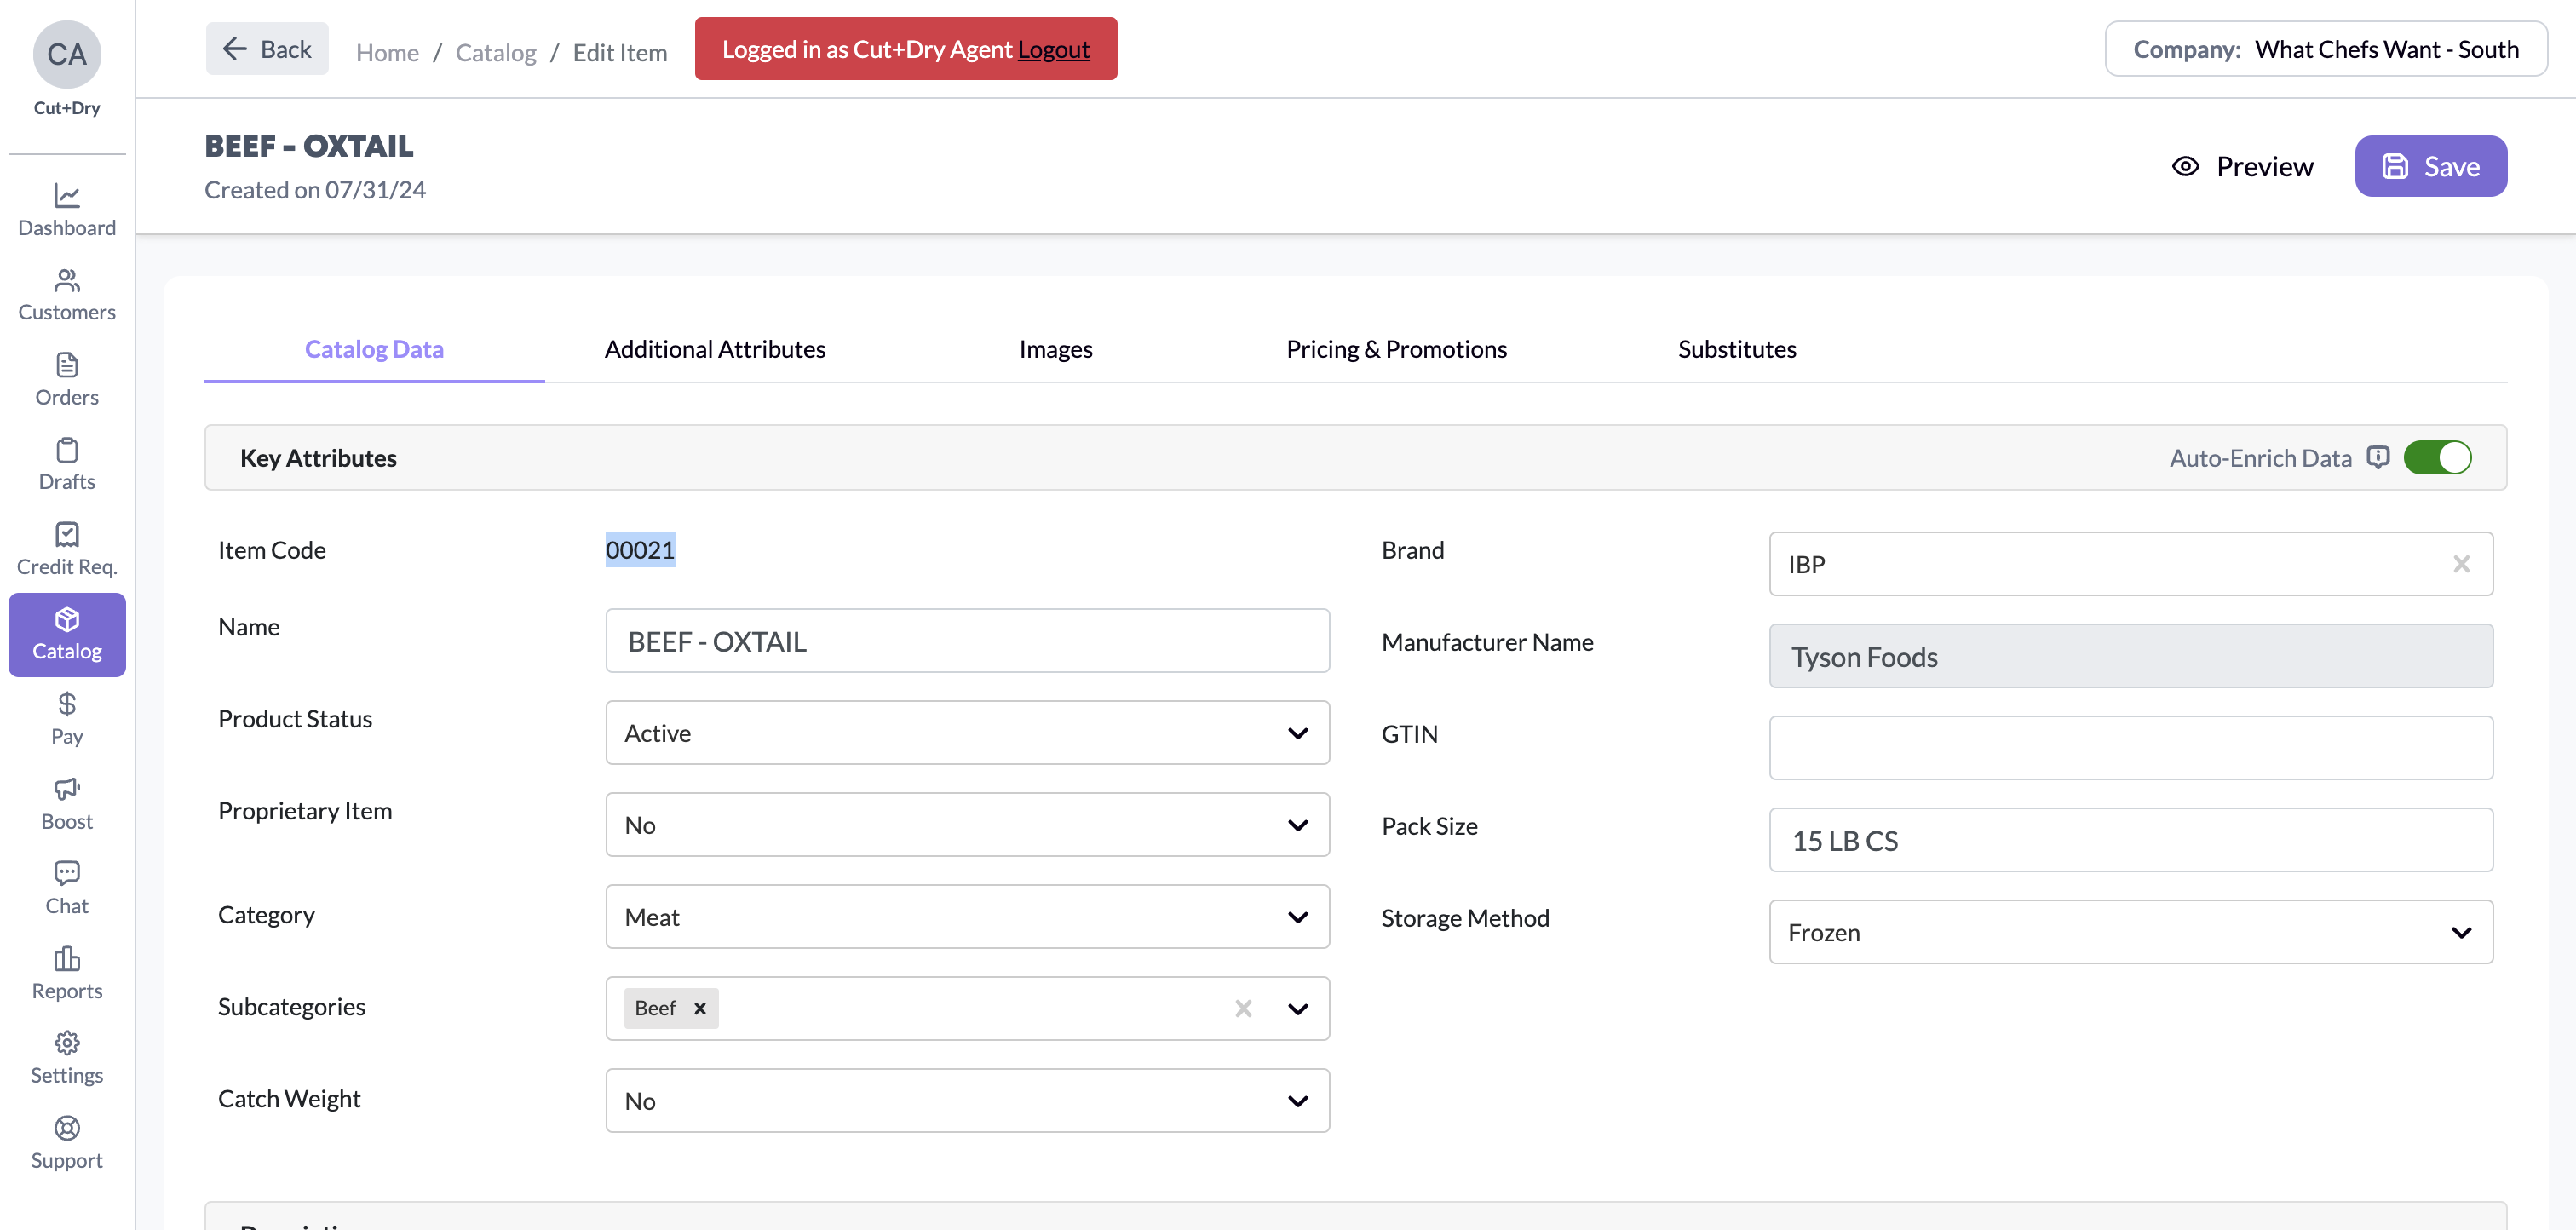 CA
Cut+Dry
Dashboard
Customers
Orders
Drafts
Credit Req.
Catalog
Pay
Boost
Chat
Reports
Settings
Support
Back
Home / Catalog / Edit Item
Logged in as Cut+Dry Agent Logout
Company: What Chefs Want - South
BEEF - OXTAIL
Created on 07/31/24
Preview
Save
Catalog Data
Additional Attributes
Images
Pricing & Promotions
Substitutes
Key Attributes
Auto-Enrich Data
Item Code
00021
Name
BEEF - OXTAIL
Product Status
Active
Proprietary Item
No
Category
Meat
Subcategories
Beef
Catch Weight
No
Brand
IBP
Manufacturer Name
Tyson Foods
GTIN
Pack Size
15 LB CS
Storage Method
Frozen